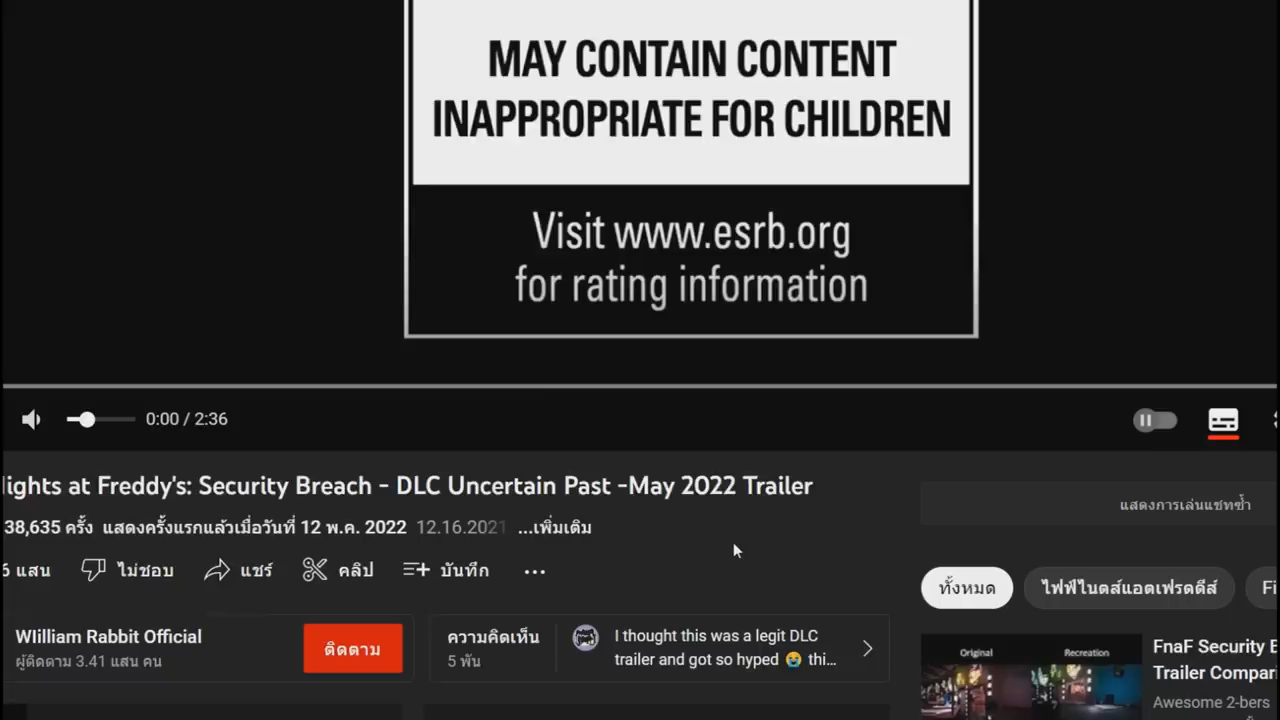 MAY CONTAIN CONTENT
INAPPROPRIATE FOR CHILDREN
Visit www.esrb.org
for rating information
0:00 / 2:36
ights at Freddy's: Security Breach - DLC Uncertain Past -May 2022 Trailer
38,635 ครั้ง แสดงครั้งแรกแล้วเมื่อวันที่ 12 พ.ค. 2022 12.16.2021 ...เพิ่มเติม
แสดงการเล่นแชทซ้ำ
6 แสน ไม่ชอบ แชร์ คลิป บันทึก ...
ทั้งหมด ไฟฟ์ไนตส์แอตเฟรดดีส์ Fi
WIilliam Rabbit Official
ผู้ติดตาม 3.41 แสน คน
ติดตาม
ความคิดเห็น
5 พัน
I thought this was a legit DLC
trailer and got so hyped 😭 thi...
Original Recreation
FnaF Security B
Trailer Compari
Awesome 2-bers